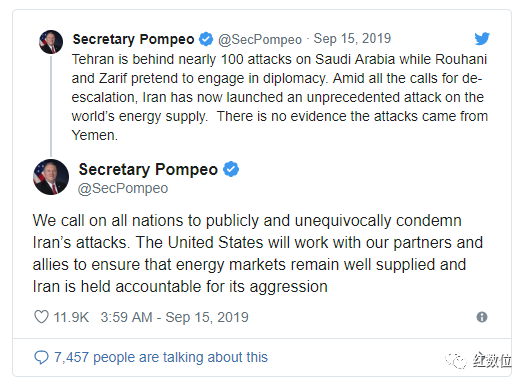 Secretary Pompeo @SecPompeo · Sep 15, 2019
Tehran is behind nearly 100 attacks on Saudi Arabia while Rouhani
and Zarif pretend to engage in diplomacy. Amid all the calls for de-
escalation, Iran has now launched an unprecedented attack on the
world’s energy supply.  There is no evidence the attacks came from
Yemen.
Secretary Pompeo
@SecPompeo
We call on all nations to publicly and unequivocally condemn
Iran’s attacks. The United States will work with our partners and
allies to ensure that energy markets remain well supplied and
Iran is held accountable for its aggression
11.9K 3:59 AM - Sep 15, 2019
7,457 people are talking about this
红数位